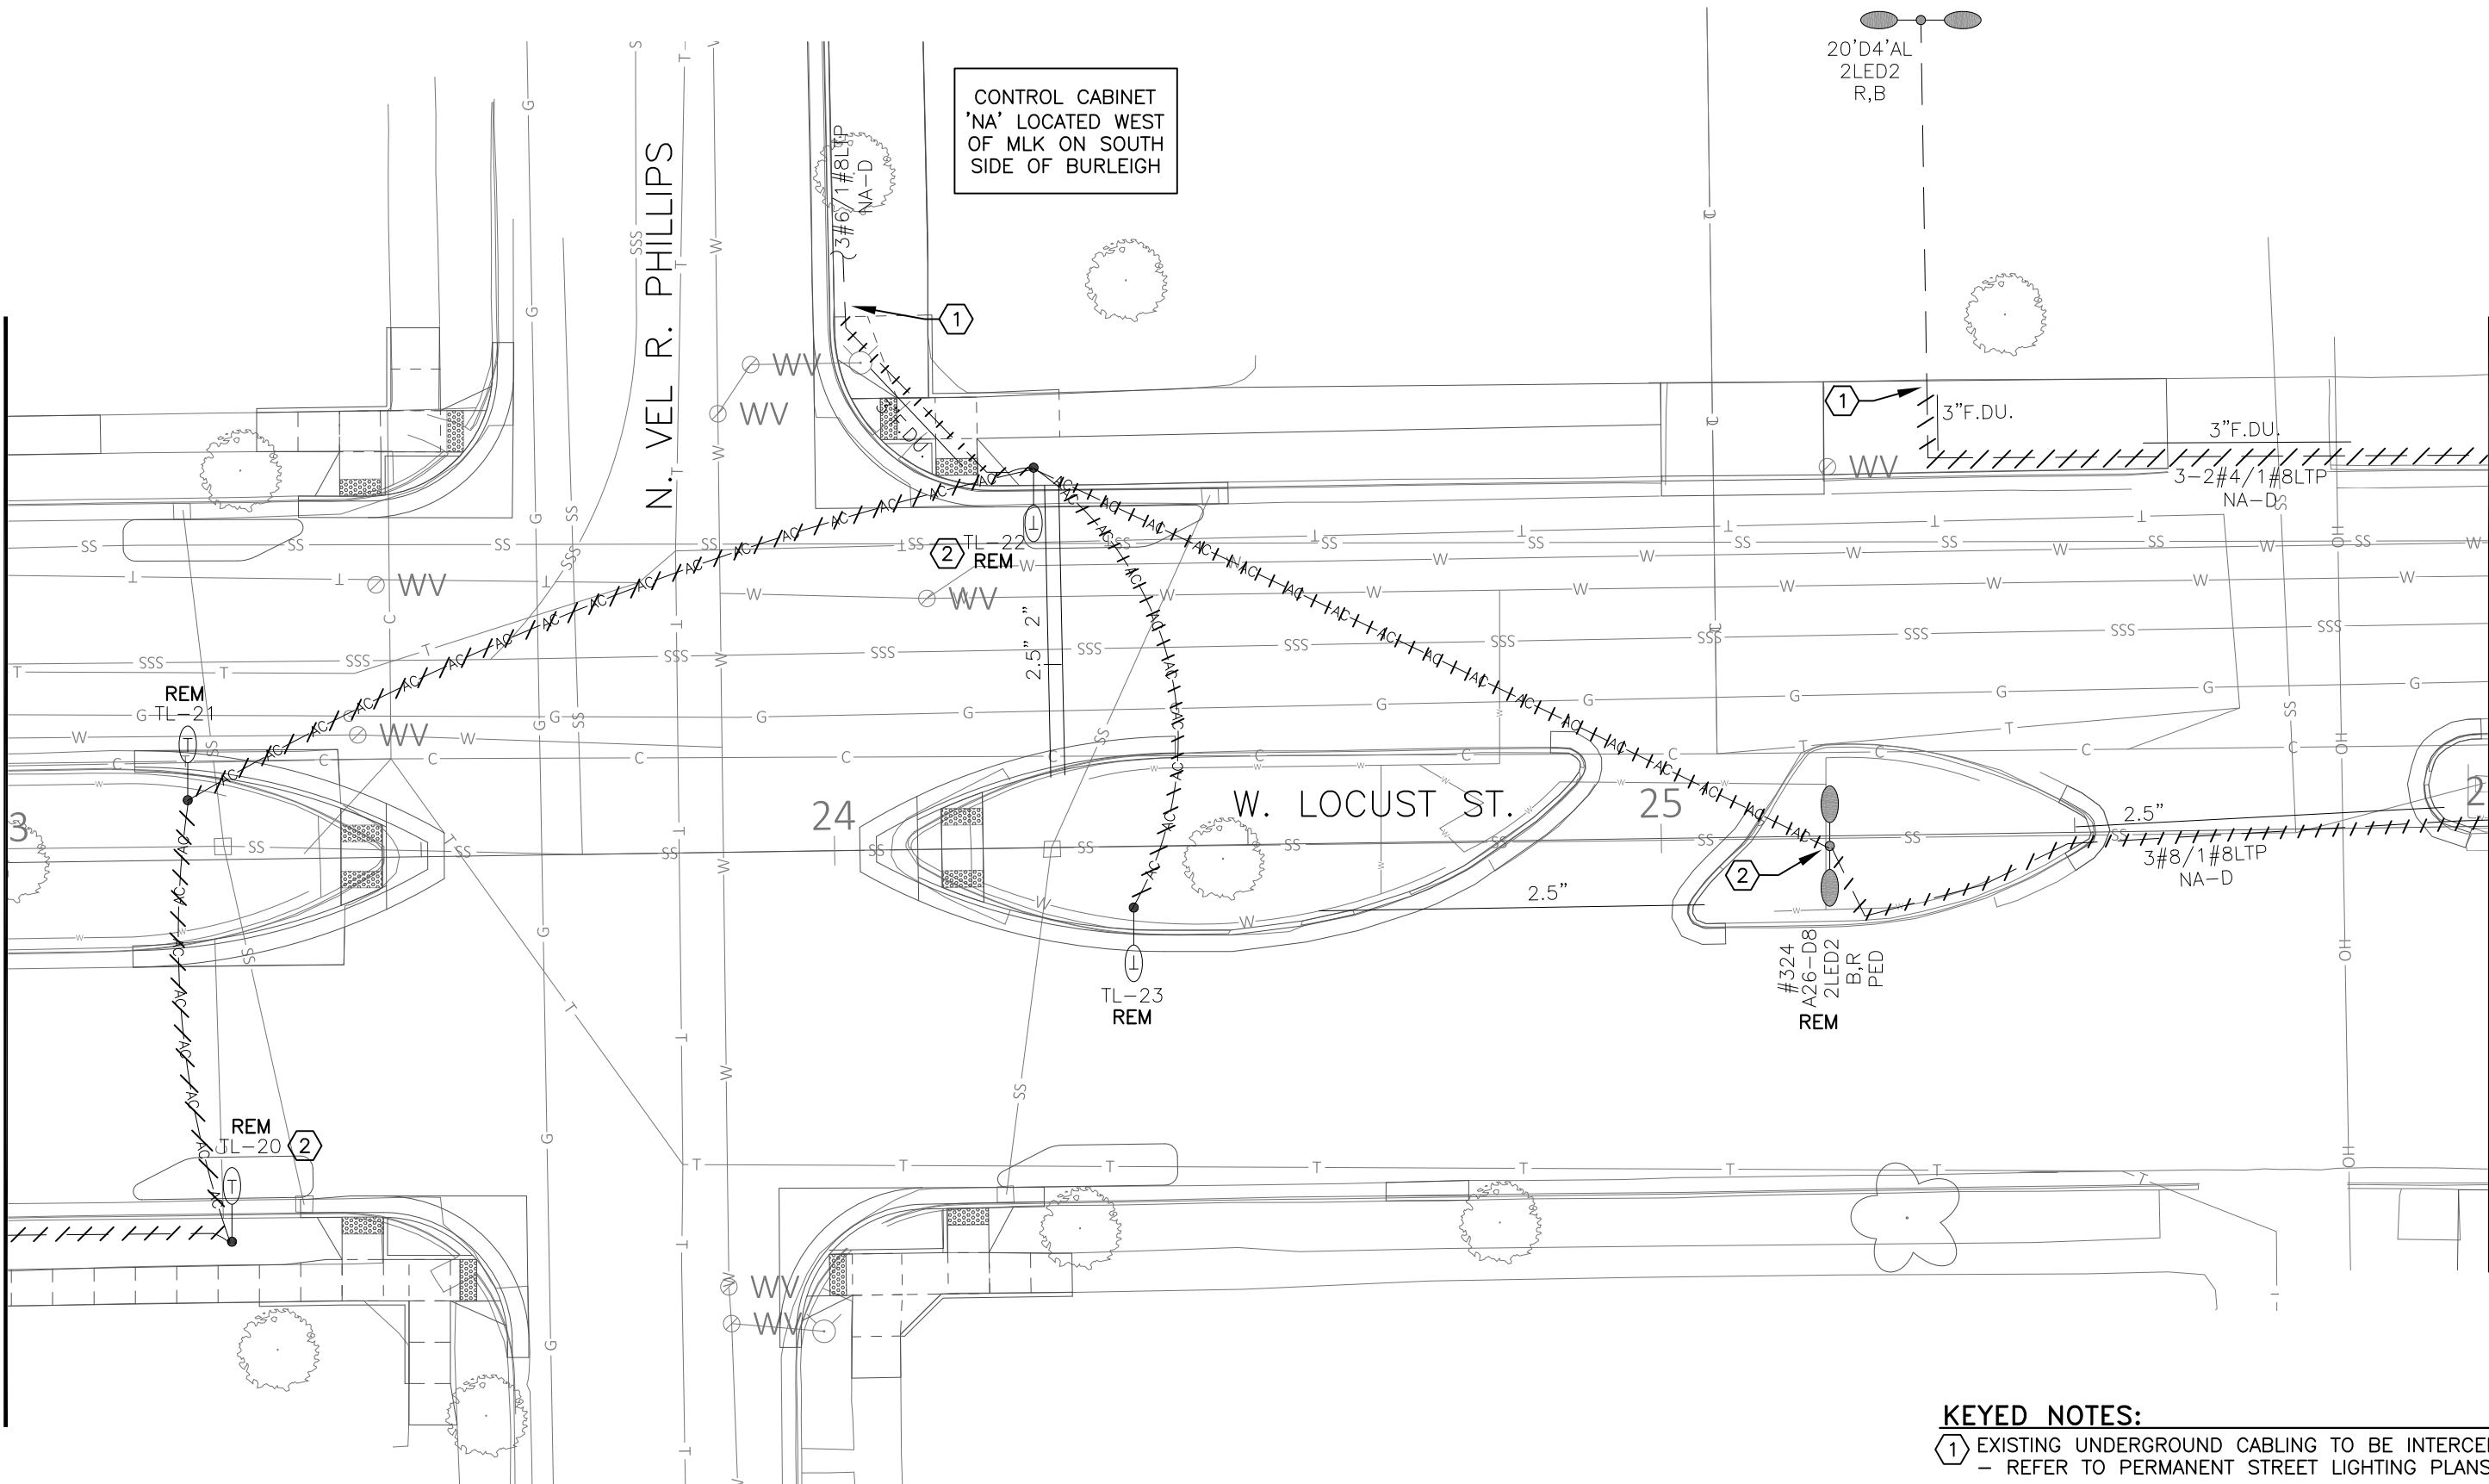 20'D4'AL
2LED2
R,B
CONTROL CABINET
'NA' LOCATED WEST
OF MLK ON SOUTH
SIDE OF BURLEIGH
N. VEL R. PHILLIPS
3#6/1#8LTP
NA-D
1
WV
WV
1
3"F.DU.
3"F.DU.
WV
3-2#4/1#8LTP
NA-D
2
TL-22
REM
WV
WV
2.5" 2"
REM
TL-21
WV
3
24
W. LOCUST ST.
25
2
2.5"
3#8/1#8LTP
NA-D
2
2.5"
#324
A26-D8
2LED2
B,R
PED
REM
TL-23
REM
REM
TL-20
2
WV
WV
KEYED NOTES:
1 EXISTING UNDERGROUND CABLING TO BE
- REFER TO PERMANENT STREET LIGHTING PLANS